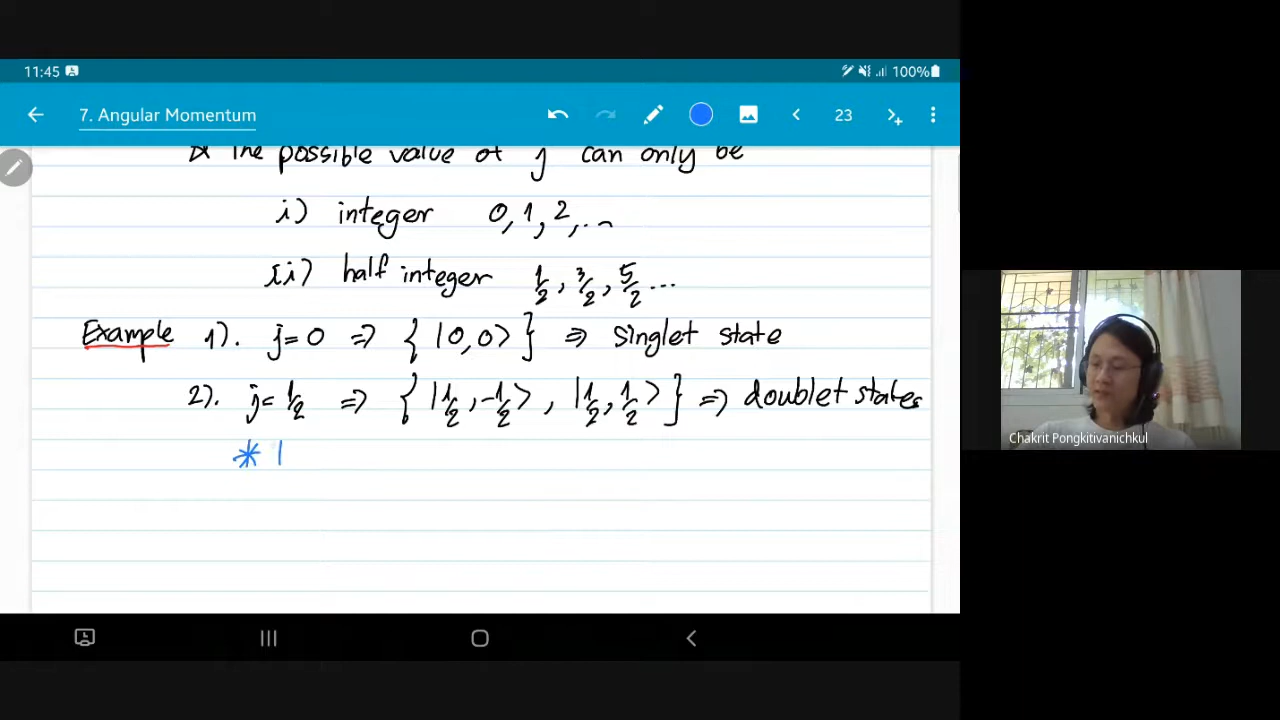 11:45 100%
7. Angular Momentum 23
* The possible value of j can only be
i) integer 0, 1, 2, ...
ii) half integer 1/2, 3/2, 5/2 ...
Example 1). j=0 => { |0,0> } => singlet state
2). j=1/2 => { |1/2,-1/2> , |1/2,1/2> } => doublet states
* |
Chakrit Pongkitivanichkul